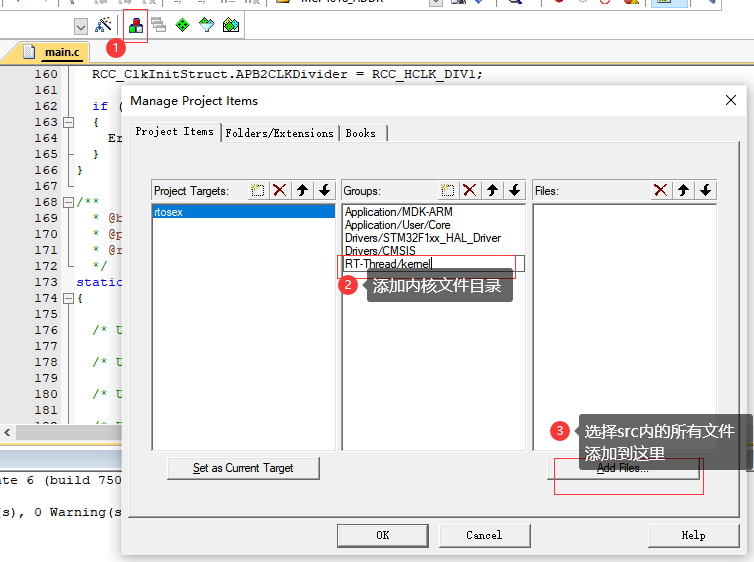 1
main.c
160 RCC_ClkInitStruct.APB2CLKDivider = RCC_HCLK_DIV1;
161
162 if (
163 {
164 Er
165 }
166 }
167
168 /**
169 * @b
170 * @p
171 * @r
172 */
173 static
174 {
175
176 /* U
177
178 /* U
179
180 /* U
181
Manage Project Items
Project Items Folders/Extensions Books
Project Targets: Groups: Files:
rtosex
Application/MDK-ARM
Application/User/Core
Drivers/STM32F1xx_HAL_Driver
Drivers/CMSIS
RT-Thread/kernel
2 添加内核文件目录
3 选择src内的所有文件
添加到这里
Set as Current Target Add Files...
OK Cancel Help
ate 6 (build 750
(s), 0 Warning(s